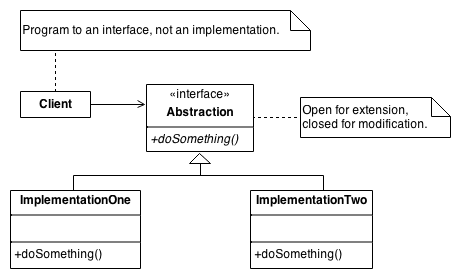 Program to an interface, not an implementation.
Client
«interface»
Abstraction
+doSomething()
Open for extension,
closed for modification.
ImplementationOne
+doSomething()
ImplementationTwo
+doSomething()